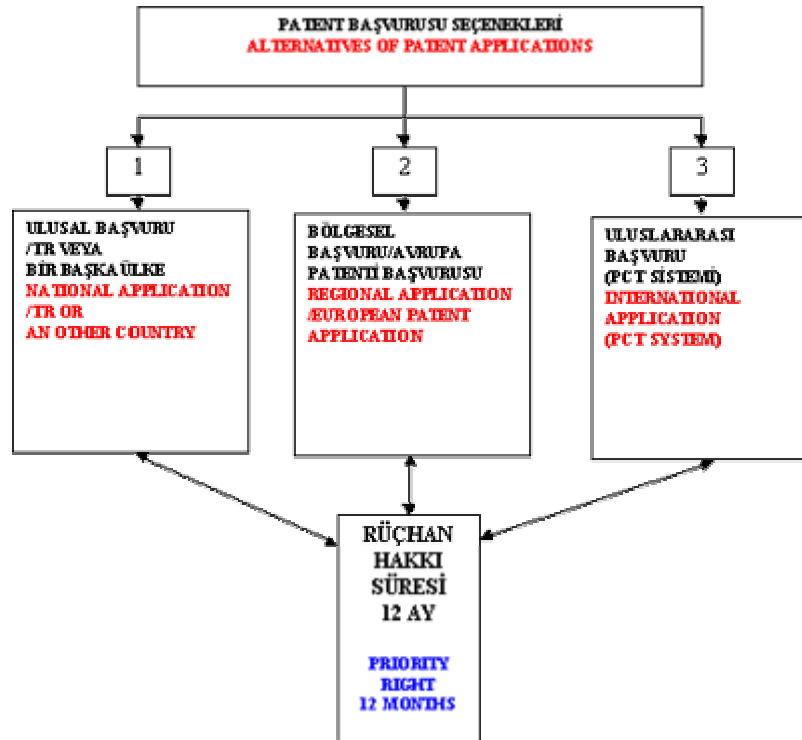 PATENT BAŞVURUSU SEÇENEKLERİ
ALTERNATIVES OF PATENT APPLICATIONS
1
2
3
ULUSAL BAŞVURU
/TR VEYA
BİR BAŞKA ÜLKE
NATIONAL APPLICATION
/TR OR
AN OTHER COUNTRY
BÖLGESEL
BAŞVURU/AVRUPA
PATENTİ BAŞVURUSU
REGIONAL APPLICATION
/EUROPEAN PATENT
APPLICATION
ULUSLARARASI
BAŞVURU
(PCT SİSTEMİ)
INTERNATIONAL
APPLICATION
(PCT SYSTEM)
RÜÇHAN
HAKKI
SÜRESİ
12 AY
PRIORITY
RIGHT
12 MONTHS